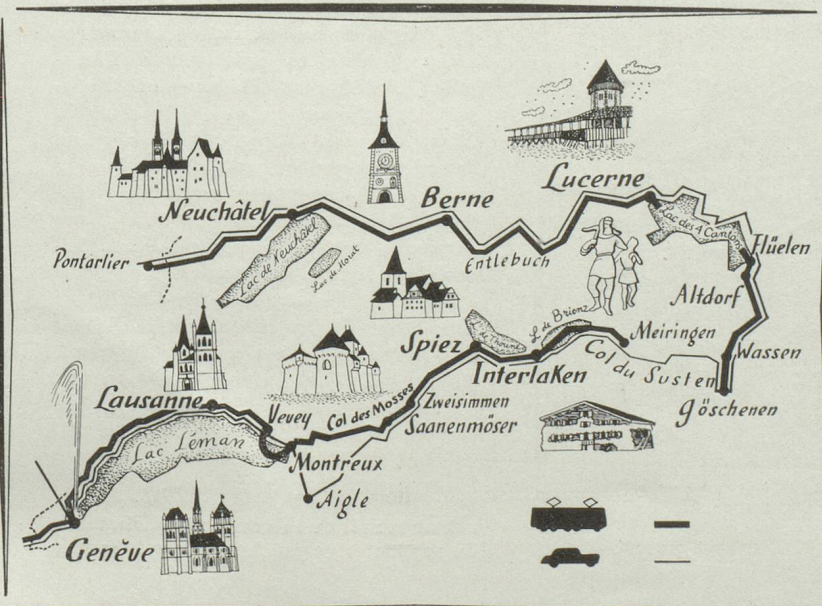 Lucerne
Berne
Neuchâtel
Lac des 4 Cantons
Flüelen
Pontarlier
Lac de Neuchâtel
Lac de Morat
Entlebuch
Altdorf
L. de Brienz
Meiringen
Spiez
de Thoune
Wassen
Interlaken
Col du Susten
Göschenen
Lausanne
Vevey
Col des Mosses
Zweisimmen
Saanenmöser
Lac Léman
Montreux
Aigle
Genève